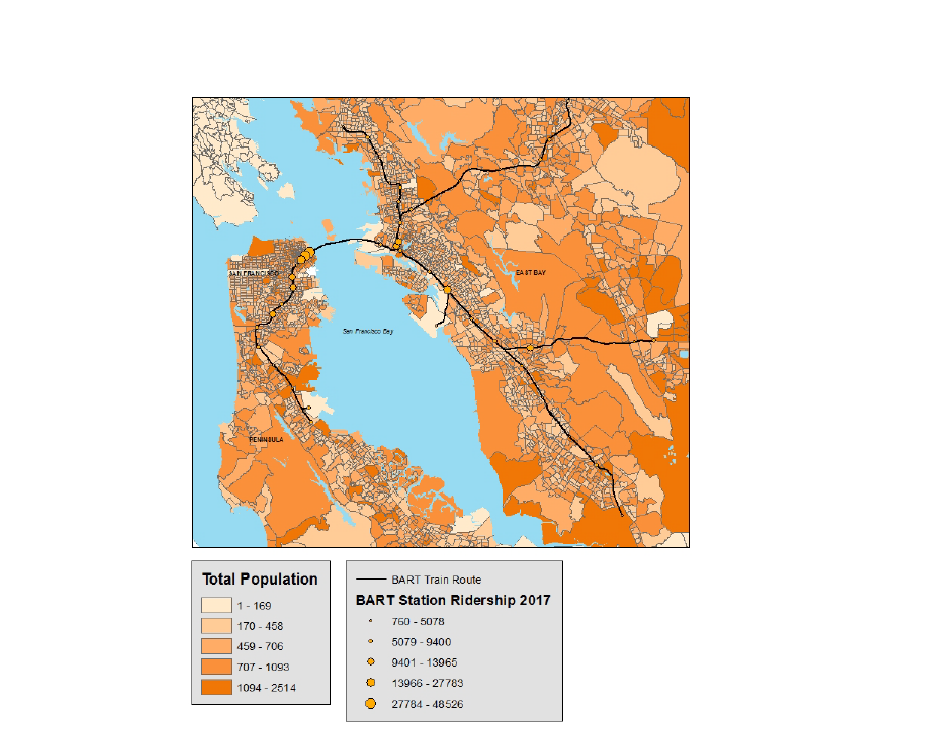 SAN FRANCISCO
EAST BAY
San Francisco Bay
PENINSULA
Total Population
1 - 169
170 - 458
459 - 706
707 - 1093
1094 - 2514
BART Train Route
BART Station Ridership 2017
760 - 5078
5079 - 9400
9401 - 13965
13966 - 27783
27784 - 48526